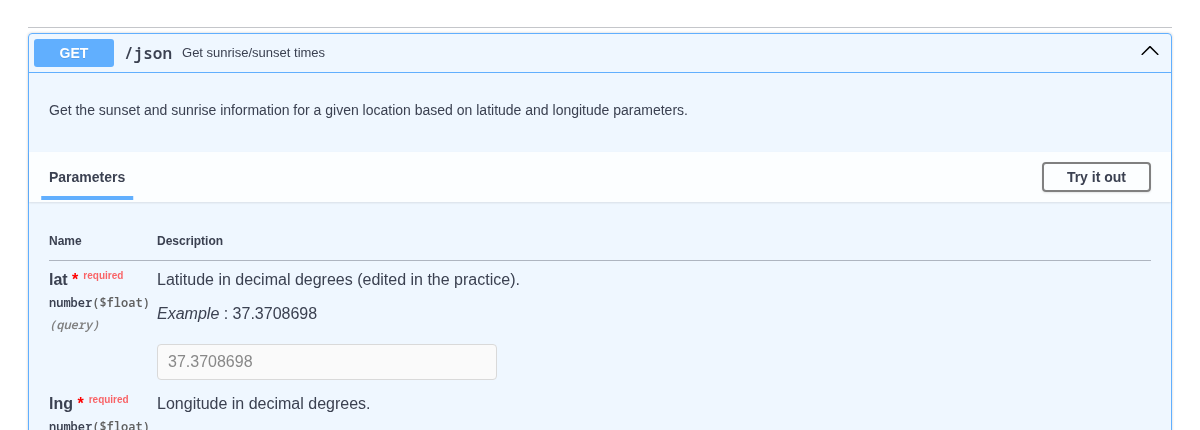 GET /json Get sunrise/sunset times
Get the sunset and sunrise information for a given location based on latitude and longitude parameters.
Parameters Try it out
Name Description
lat * required Latitude in decimal degrees (edited in the practice).
number($float)
Example : 37.3708698
(query)
37.3708698
lng * required Longitude in decimal degrees.
number($float)